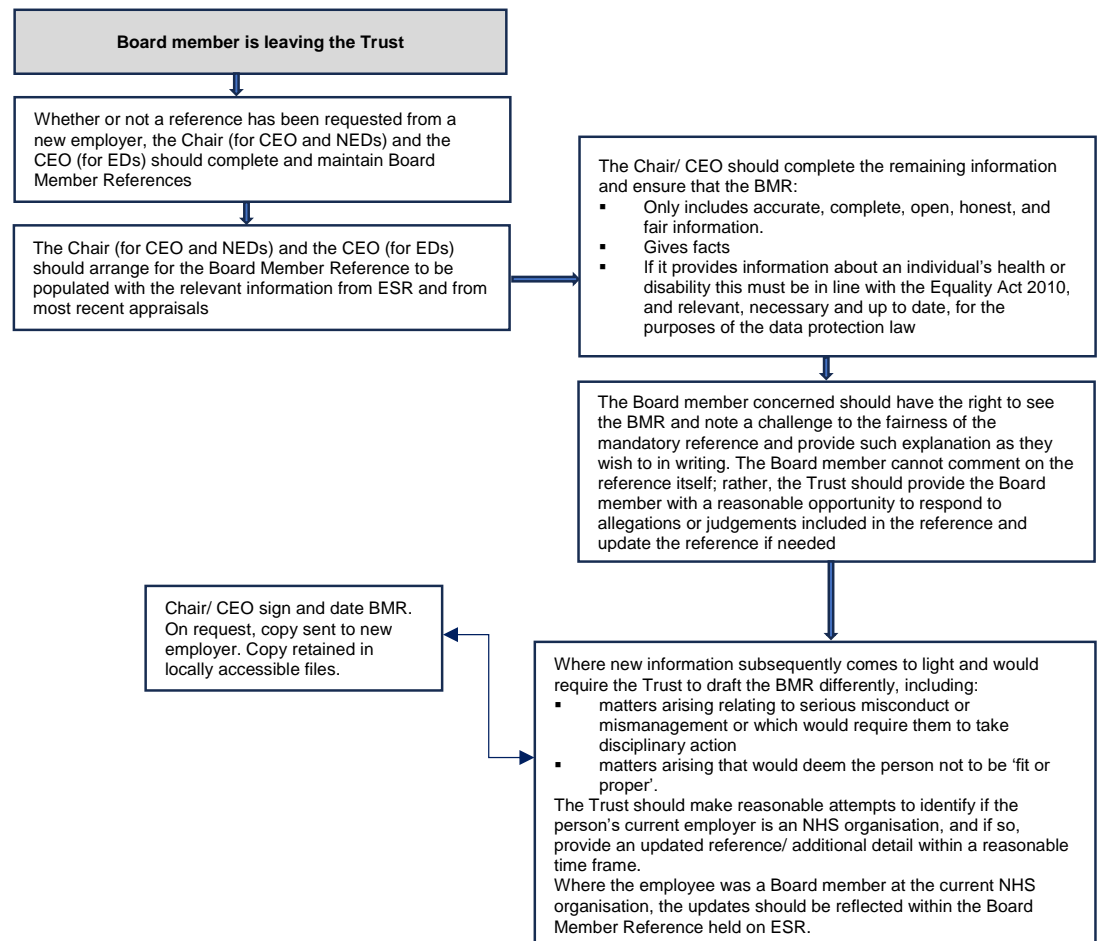 Board member is leaving the Trust
Whether or not a reference has been requested from a
new employer, the Chair (for CEO and NEDs) and the
CEO (for EDs) should complete and maintain Board
Member References
The Chair (for CEO and NEDs) and the CEO (for EDs)
should arrange for the Board Member Reference to be
populated with the relevant information from ESR and from
most recent appraisals
The Chair/ CEO should complete the remaining information
and ensure that the BMR:
▪ Only includes accurate, complete, open, honest, and
fair information.
▪ Gives facts
▪ If it provides information about an individual’s health or
disability this must be in line with the Equality Act 2010,
and relevant, necessary and up to date, for the
purposes of the data protection law
The Board member concerned should have the right to see
the BMR and note a challenge to the fairness of the
mandatory reference and provide such explanation as they
wish to in writing. The Board member cannot comment on the
reference itself; rather, the Trust should provide the Board
member with a reasonable opportunity to respond to
allegations or judgements included in the reference and
update the reference if needed
Chair/ CEO sign and date BMR.
On request, copy sent to new
employer. Copy retained in
locally accessible files.
Where new information subsequently comes to light and would
require the Trust to draft the BMR differently, including:
▪ matters arising relating to serious misconduct or
mismanagement or which would require them to take
disciplinary action
▪ matters arising that would deem the person not to be ‘fit or
proper’.
The Trust should make reasonable attempts to identify if the
person’s current employer is an NHS organisation, and if so,
provide an updated reference/ additional detail within a reasonable
time frame.
Where the employee was a Board member at the current NHS
organisation, the updates should be reflected within the Board
Member Reference held on ESR.